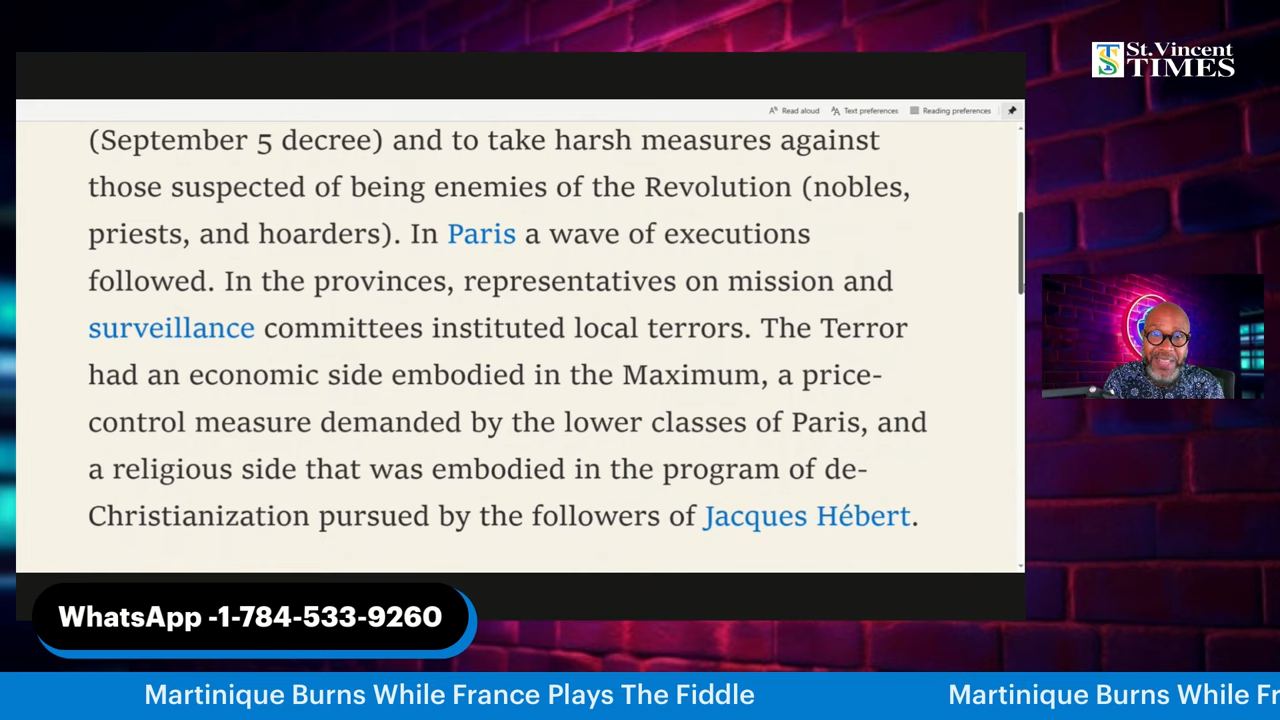 St.Vincent
TIMES
Read aloud Text preferences Reading preferences
(September 5 decree) and to take harsh measures against
those suspected of being enemies of the Revolution (nobles,
priests, and hoarders). In Paris a wave of executions
followed. In the provinces, representatives on mission and
surveillance committees instituted local terrors. The Terror
had an economic side embodied in the Maximum, a price-
control measure demanded by the lower classes of Paris, and
a religious side that was embodied in the program of de-
Christianization pursued by the followers of Jacques Hébert.
WhatsApp -1-784-533-9260
Martinique Burns While France Plays The Fiddle Martinique Burns While Fr